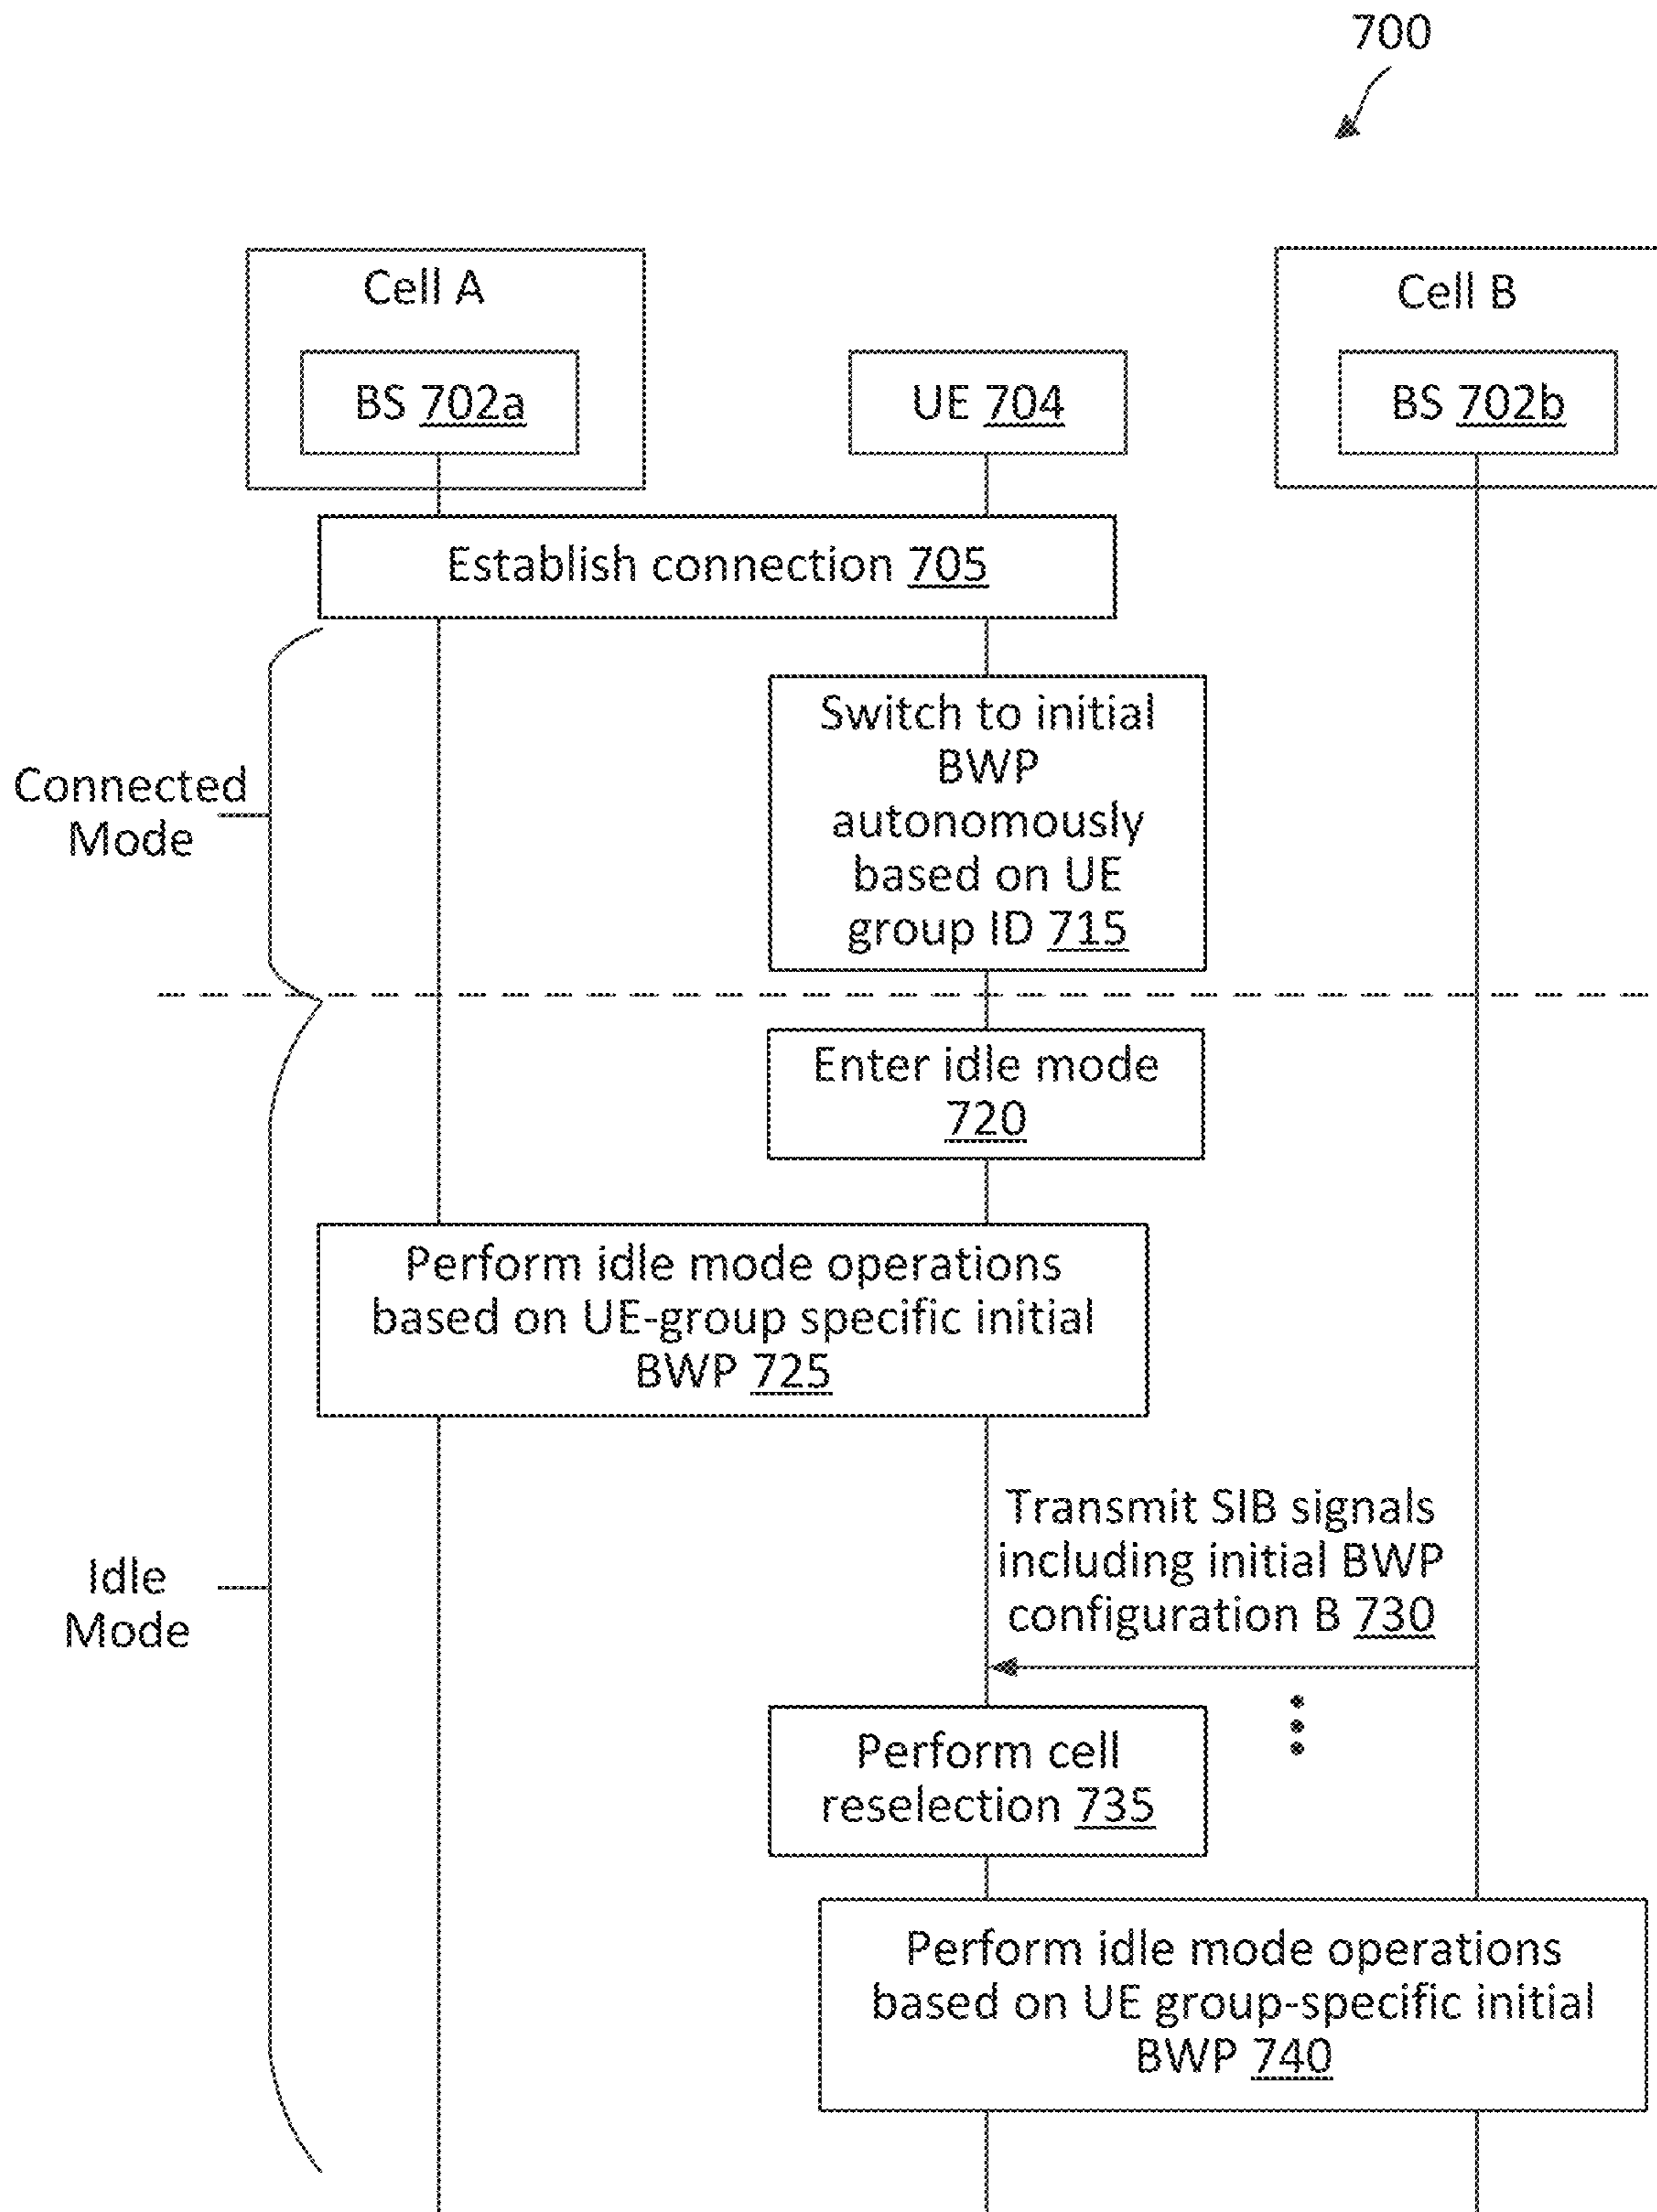 700
Cell A
BS 702a
UE 704
Cell B
BS 702b
Establish connection 705
Connected
Mode
Switch to initial
BWP
autonomously
based on UE
group ID 715
Enter idle mode
720
Perform idle mode operations
based on UE-group specific initial
BWP 725
Idle
Mode
Transmit SIB signals
including initial BWP
configuration B 730
Perform cell
reselection 735
Perform idle mode operations
based on UE group-specific initial
BWP 740